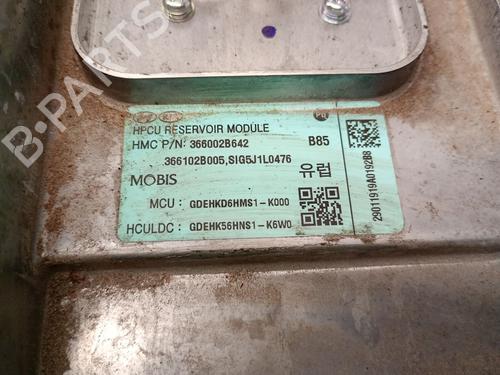 B-PARTS
HPCU RESERVOIR MODULE
HMC P/N: 366002B642 B85
366102B005,SIG5J1L0476
MOBIS 유럽
MCU : GDEHKD6HMS1-K000
HCULDC : GDEHK56HNS1-K6W0